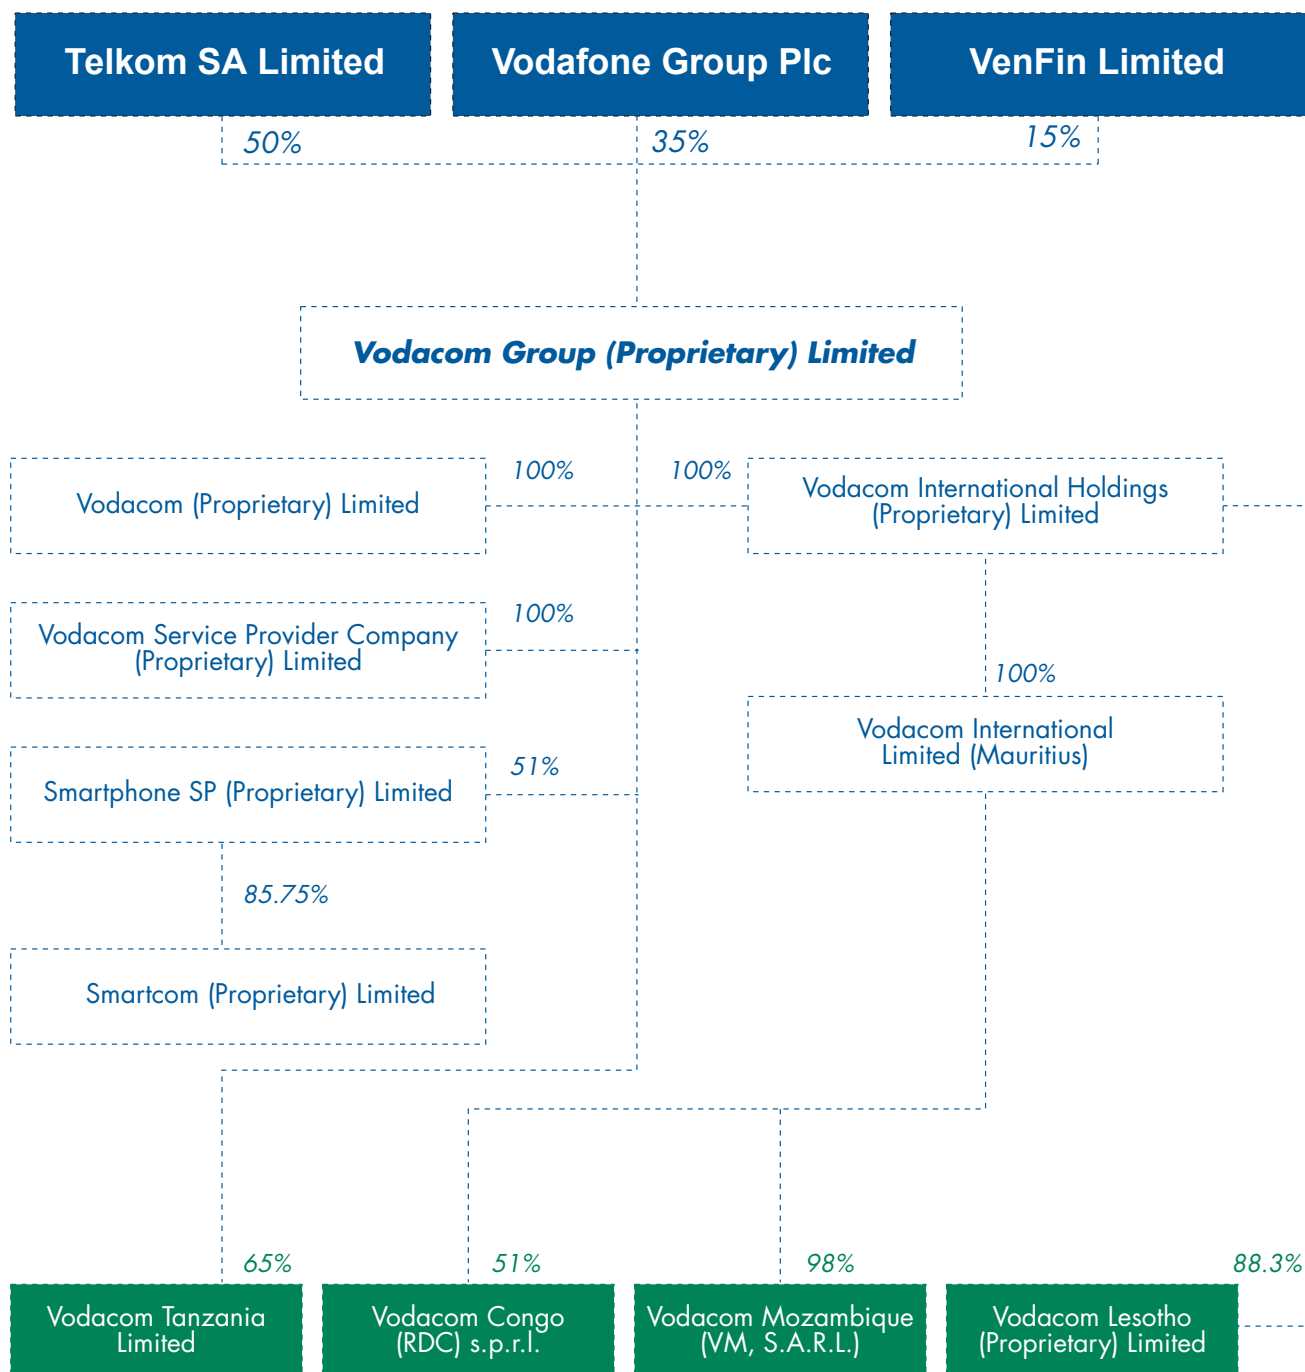 Telkom SA Limited
Vodafone Group Plc
VenFin Limited
50%
35%
15%
Vodacom Group (Proprietary) Limited
100%
100%
Vodacom (Proprietary) Limited
Vodacom International Holdings
(Proprietary) Limited
100%
Vodacom Service Provider Company
(Proprietary) Limited
100%
Vodacom International
Limited (Mauritius)
51%
Smartphone SP (Proprietary) Limited
85.75%
Smartcom (Proprietary) Limited
65%
51%
98%
88.3%
Vodacom Tanzania
Limited
Vodacom Congo
(RDC) s.p.r.l.
Vodacom Mozambique
(VM, S.A.R.L.)
Vodacom Lesotho
(Proprietary) Limited